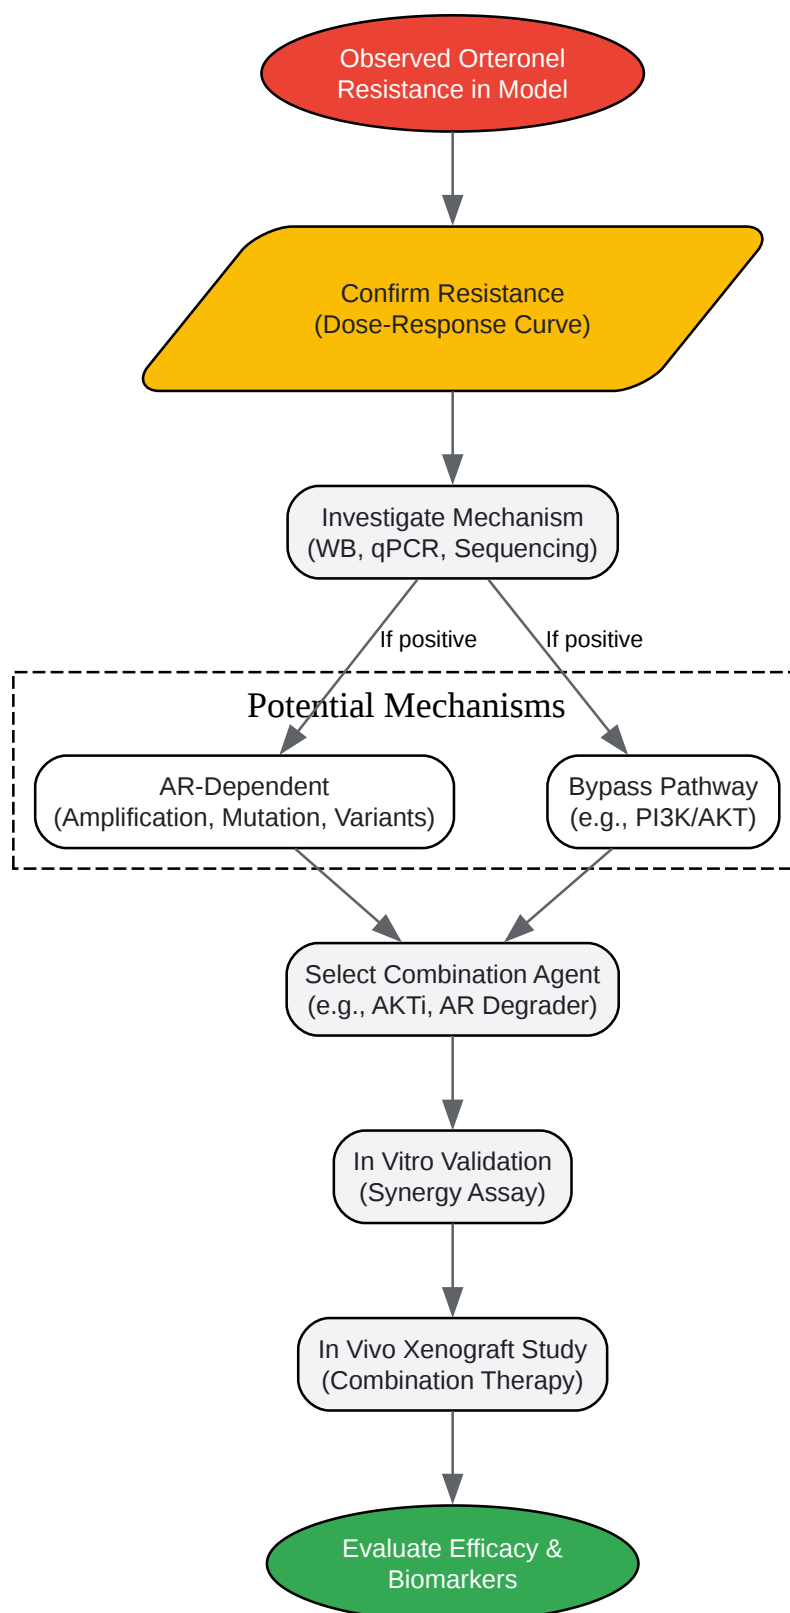 Observed Orteronel
Resistance in Model
Confirm Resistance
(Dose-Response Curve)
Investigate Mechanism
(WB, qPCR, Sequencing)
If positive
If positive
Potential Mechanisms
AR-Dependent
(Amplification, Mutation, Variants)
Bypass Pathway
(e.g., PI3K/AKT)
Select Combination Agent
(e.g., AKTi, AR Degrader)
In Vitro Validation
(Synergy Assay)
In Vivo Xenograft Study
(Combination Therapy)
Evaluate Efficacy &
Biomarkers